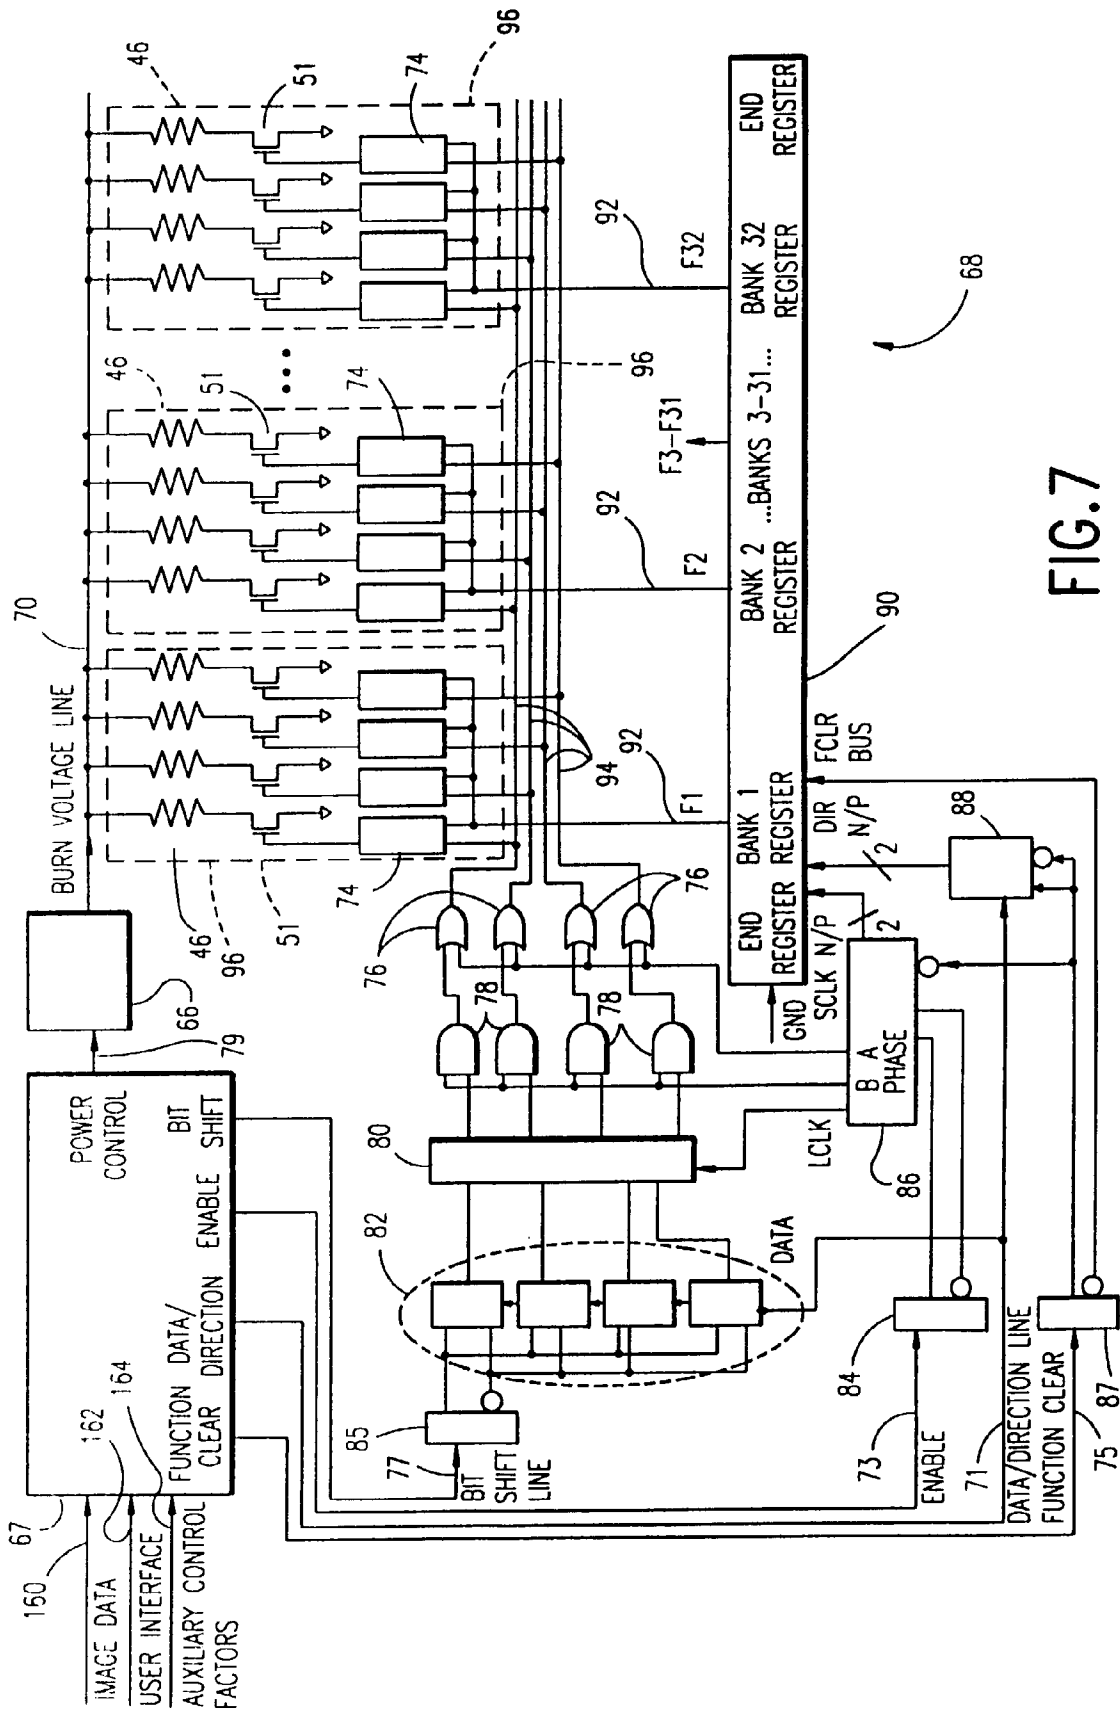 160
67
162
164
IMAGE DATA
USER INTERFACE
AUXILIARY CONTROL
FACTORS
POWER
CONTROL
FUNCTION
CLEAR
DATA/
DIRECTION
ENABLE
BIT
SHIFT
79
66
BURN VOLTAGE LINE
70
46
96
51
74
46
51
74
96
46
51
74
96
76
76
94
78
78
80
82
85
77
BIT
SHIFT
LINE
DATA
LCLK
B
A
PHASE
86
GND
SCLK N/P
2
DIR
N/P
2
88
FCLR
BUS
90
END
REGISTER
BANK 1
REGISTER
BANK 2
REGISTER
...BANKS 3-31...
BANK 32
REGISTER
END
REGISTER
F1
92
F2
92
F3-F31
F32
92
68
84
73
ENABLE
71
DATA/DIRECTION LINE
FUNCTION CLEAR
75
87
FIG.7